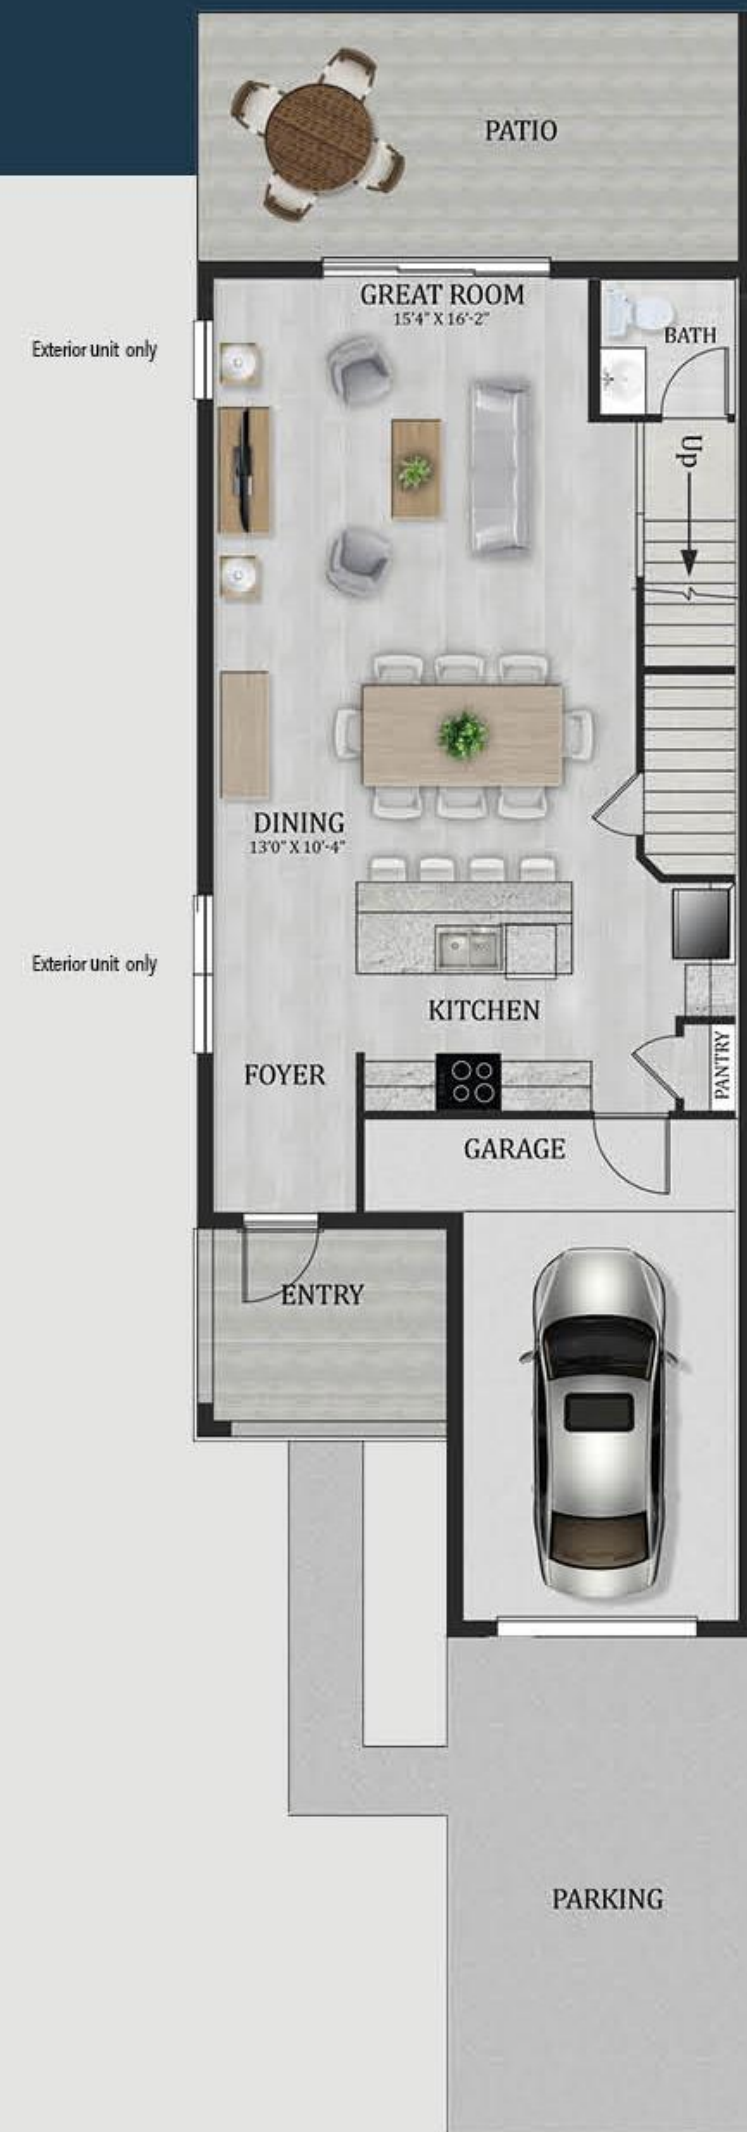 PATIO
GREAT ROOM
15'4" X 16'-2"
BATH
Exterior unit only
Up
DINING
13'0" X 10'-4"
Exterior unit only
KITCHEN
PANTRY
FOYER
GARAGE
ENTRY
PARKING